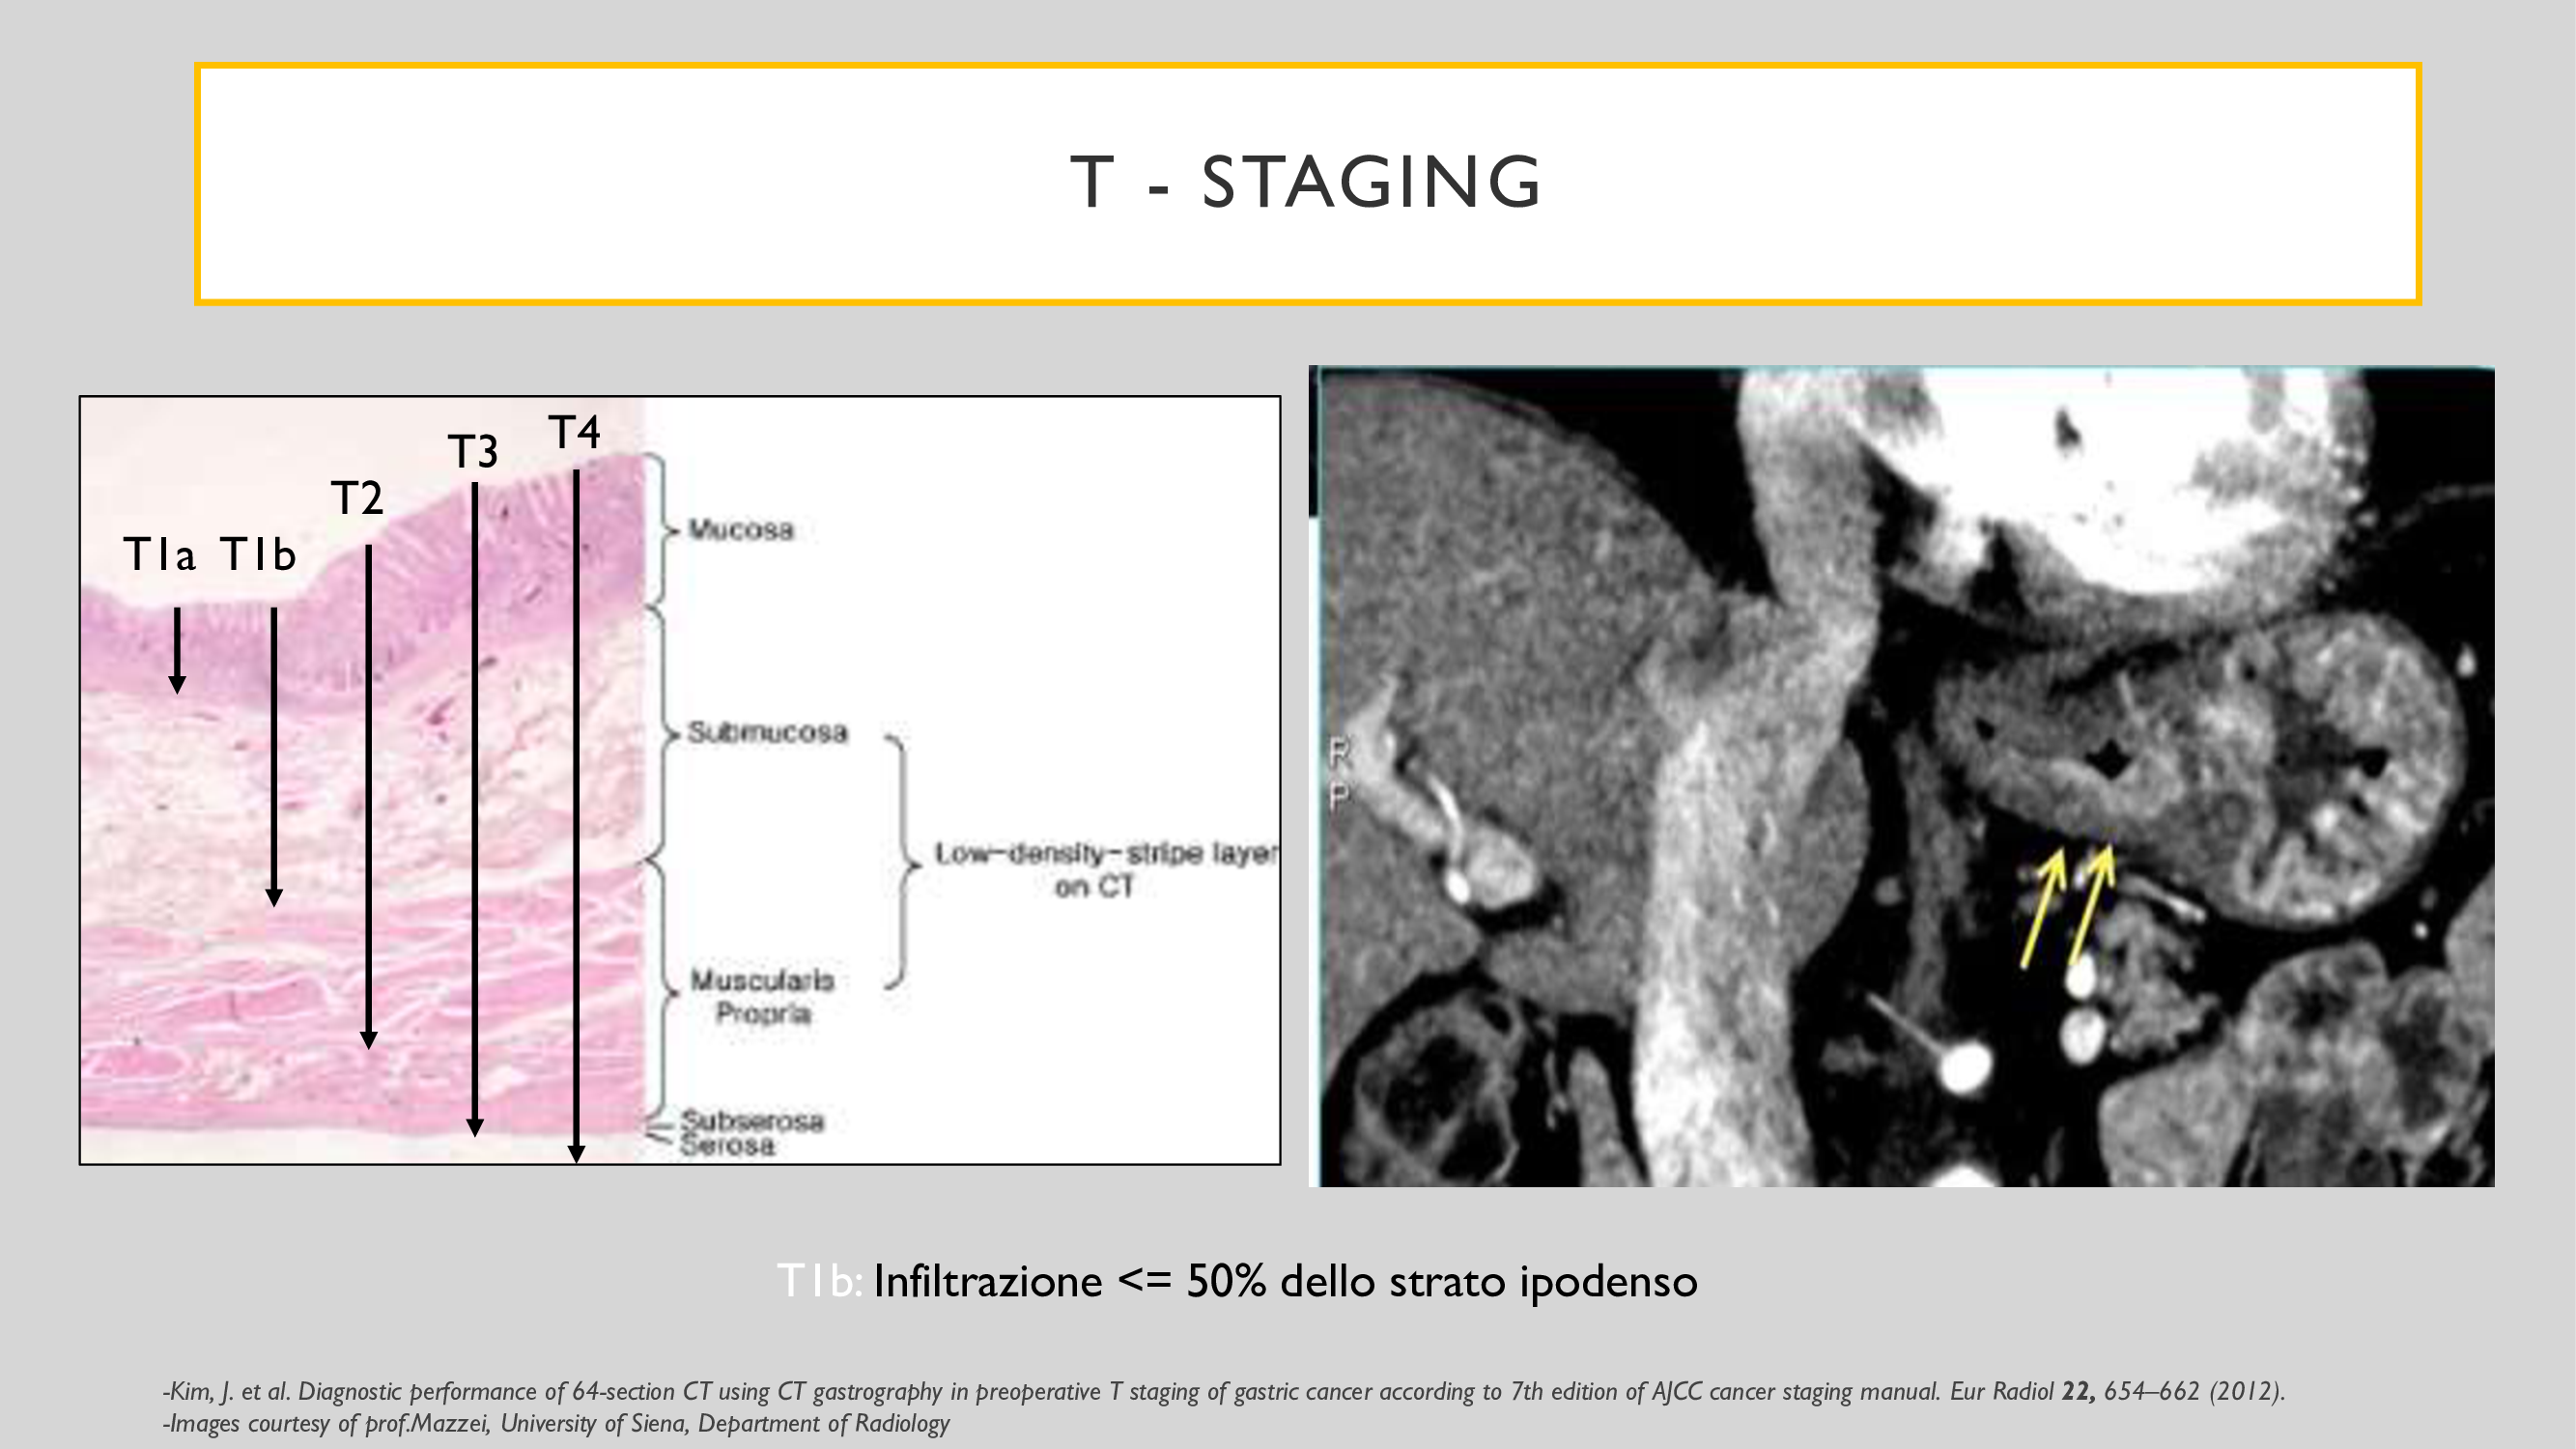 T - STAGING
T1a T1b T2 T3 T4
Mucosa
Submucosa
Low-density-stripe layer
on CT
Muscularis
Propria
Subserosa
Serosa
R
P
T1b: Infiltrazione <= 50% dello strato ipodenso
-Kim, J. et al. Diagnostic performance of 64-section CT using CT gastrography in preoperative T staging of gastric cancer according to 7th edition of AJCC cancer staging manual. Eur Radiol 22, 654–662 (2012).
-Images courtesy of prof.Mazzei, University of Siena, Department of Radiology